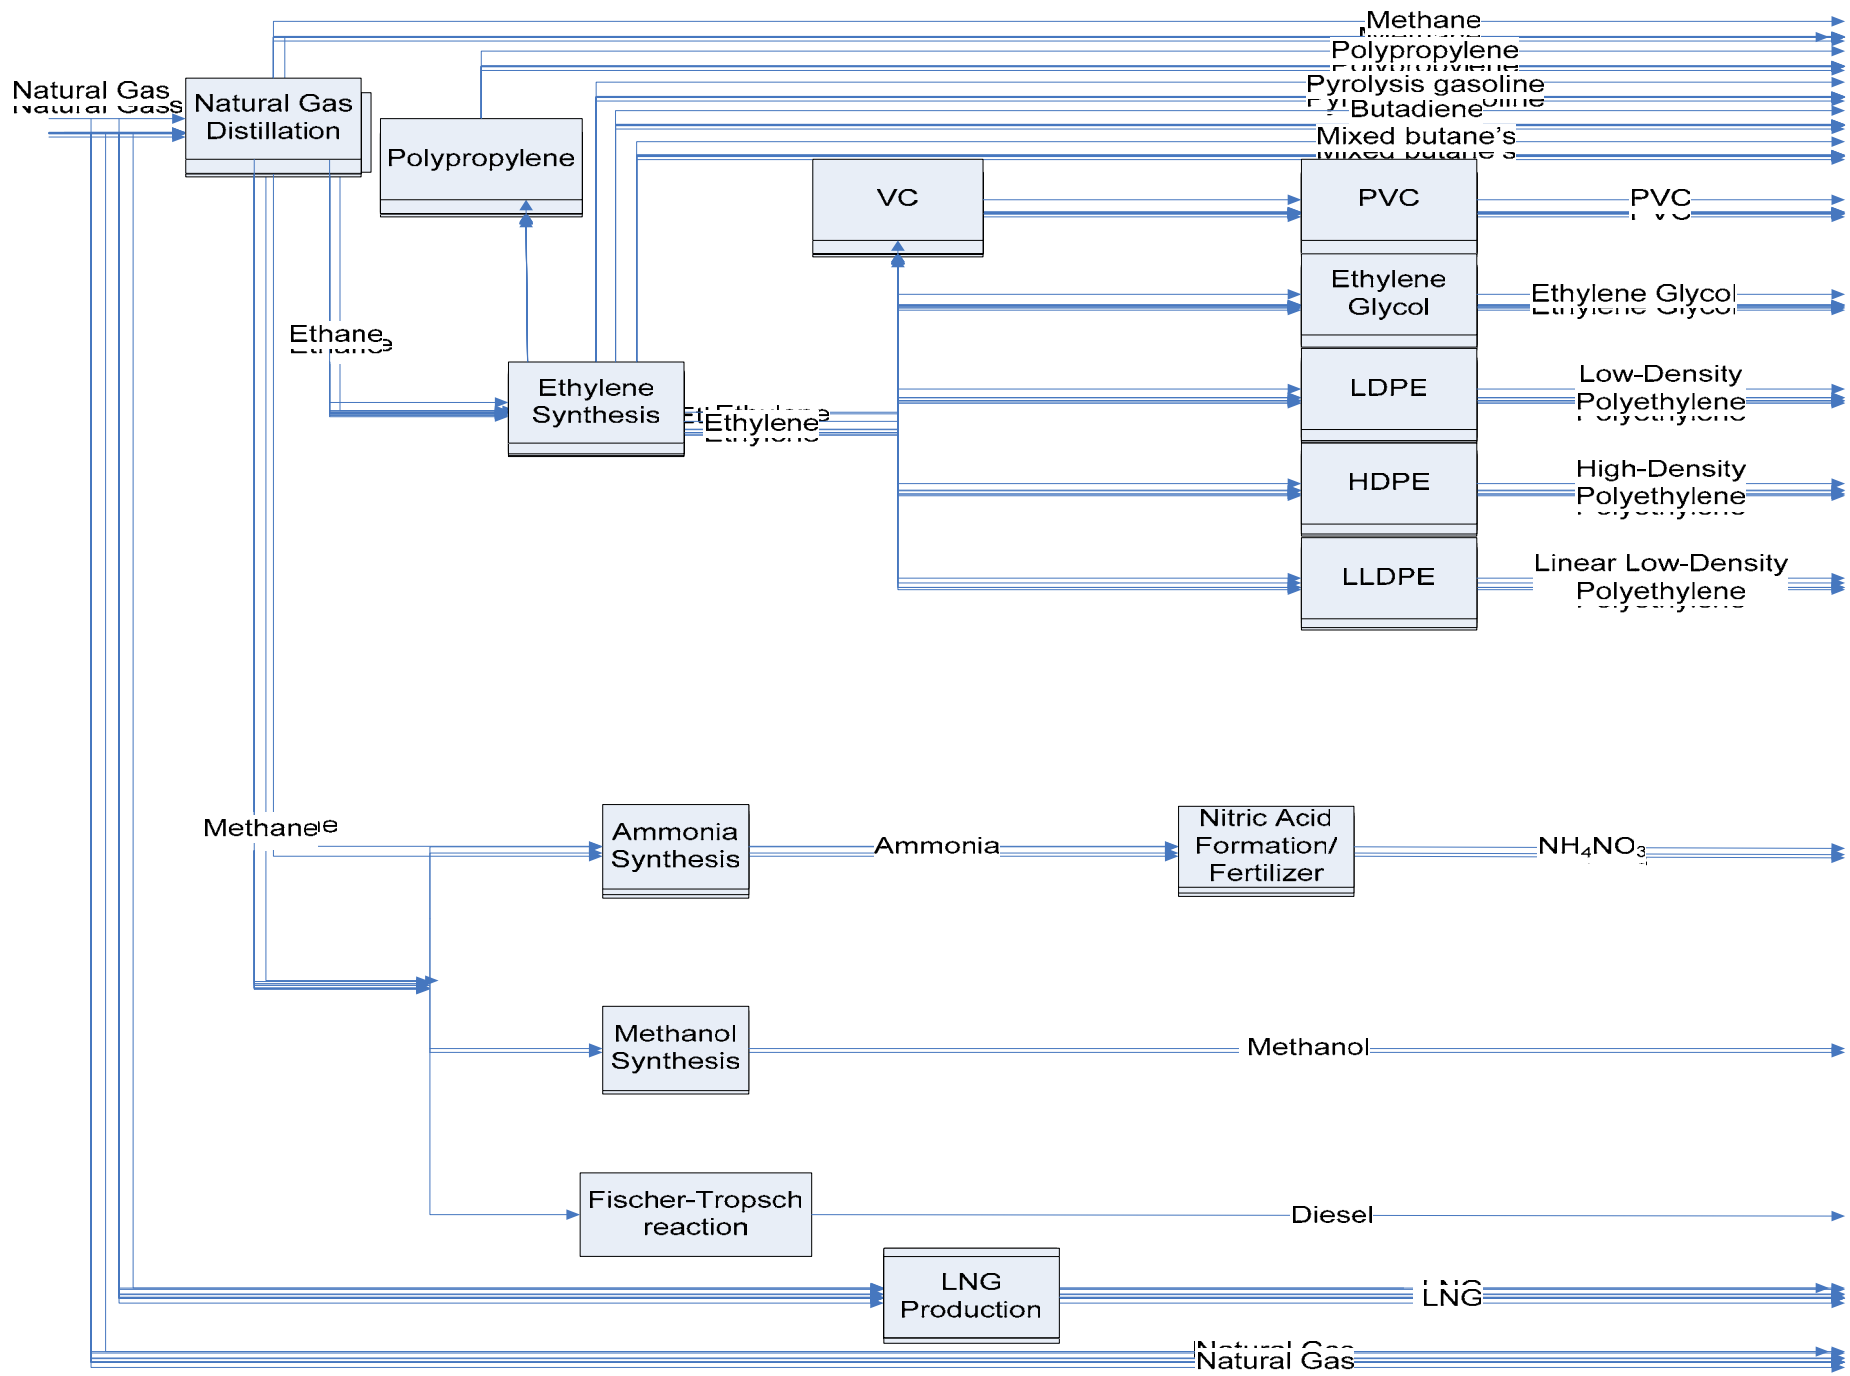 Methane
Polypropylene
Pyrolysis gasoline
Butadiene
Mixed butane's
Natural Gas
Natural Gas
Distillation
Polypropylene
VC
PVC
PVC
Ethylene
Glycol
Ethylene Glycol
Ethane
Ethylene
Synthesis
Ethylene
LDPE
Low-Density
Polyethylene
HDPE
High-Density
Polyethylene
LLDPE
Linear Low-Density
Polyethylene
Methane
Ammonia
Synthesis
Ammonia
Nitric Acid
Formation/
Fertilizer
NH₄NO₃
Methanol
Synthesis
Methanol
Fischer-Tropsch
reaction
Diesel
LNG
Production
LNG
Natural Gas